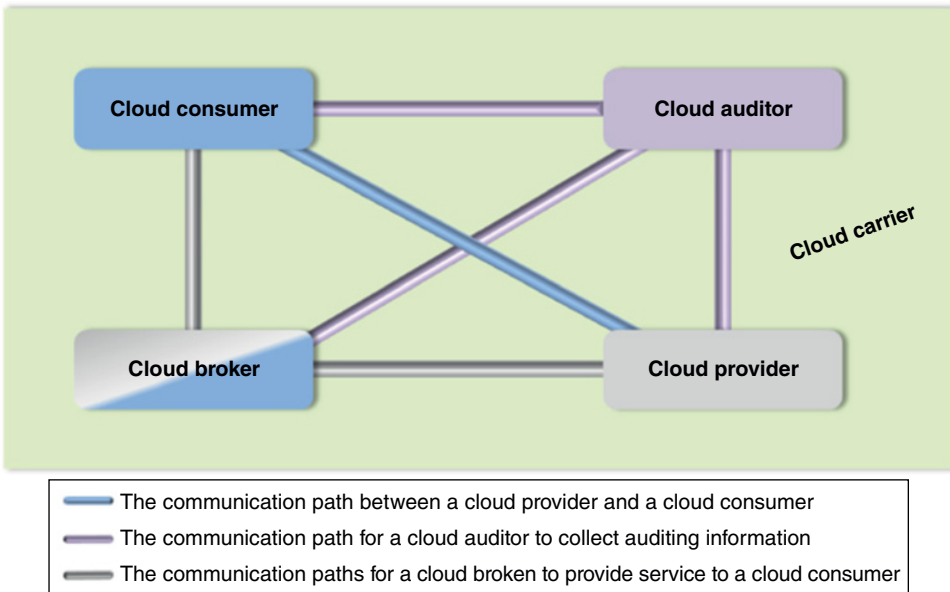 Cloud consumer
Cloud auditor
Cloud carrier
Cloud broker
Cloud provider
The communication path between a cloud provider and a cloud consumer
The communication path for a cloud auditor to collect auditing information
The communication paths for a cloud broken to provide service to a cloud consumer